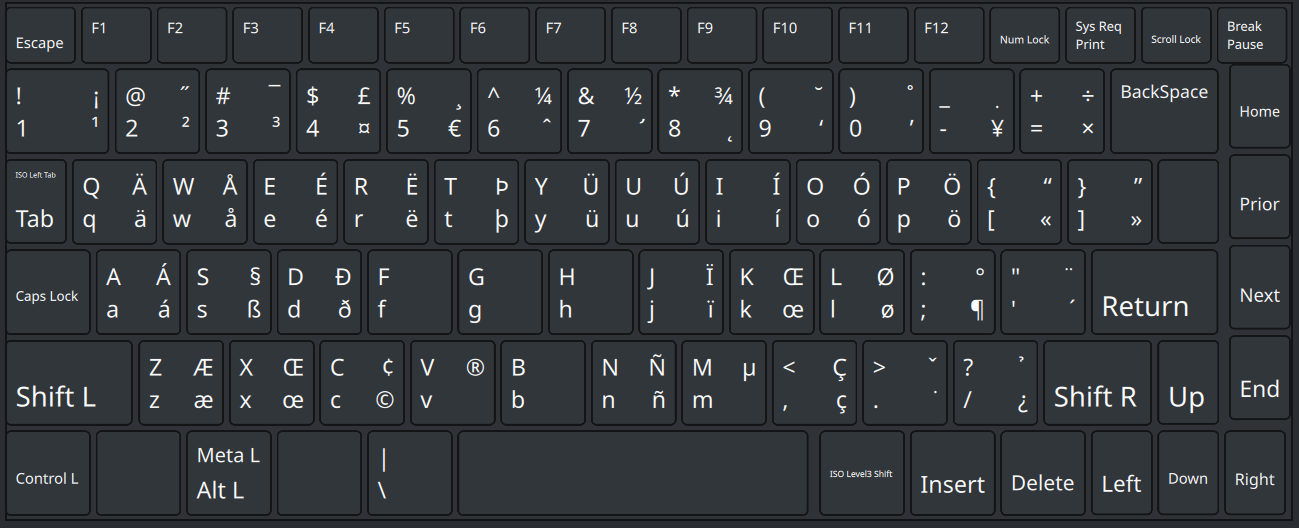 Escape F1 F2 F3 F4 F5 F6 F7 F8 F9 F10 F11 F12 Num Lock Sys Req Print Scroll Lock Break Pause
! ¡ @ ˝ # ¯ $ £ % ¸ ^ ¼ & ½ * ¾ ( ˘ ) ° _ . + ÷ BackSpace Home
1 ¹ 2 ² 3 ³ 4 ¤ 5 € 6 ˆ 7 ̛ 8 ˛ 9 ‘ 0 ’ - ¥ = ×
ISO Left Tab Q Ä W Å E É R Ë T Þ Y Ü U Ú I Í O Ó P Ö { “ } ” Prior
Tab q ä w å e é r ë t þ y ü u ú i í o ó p ö [ « ] »
Caps Lock A Á S § D Ð F G H J Ï K Œ L Ø : ° " ¨ Return Next
a á s ß d ð f g h j ï k œ l ø ; ¶ ' ´
Shift L Z Æ X Œ C ¢ V ® B N Ñ M µ < Ç > ˇ ? ̉ Shift R Up End
z æ x œ c © v b n ñ m , ç . ˙ / ¿
Control L Meta L | ISO Level3 Shift Insert Delete Left Down Right
Alt L \